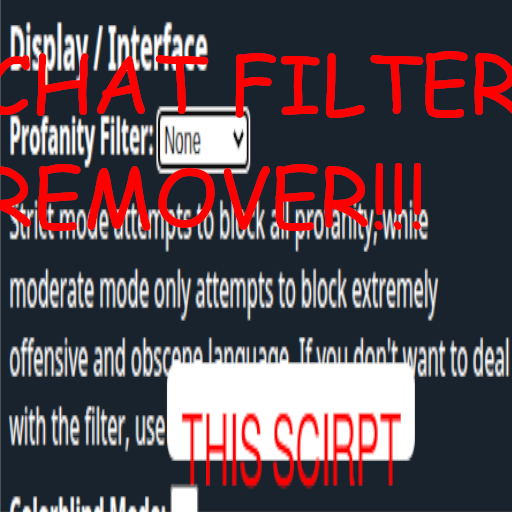 Display / Interface
CHAT FILTER
Profanity Filter: None
REMOVER!!!
Strict mode attempts to block all profanity, while
moderate mode only attempts to block extremely
offensive and obscene language. If you don't want to deal
with the filter, use THIS SCIRPT
Colorblind Mode: